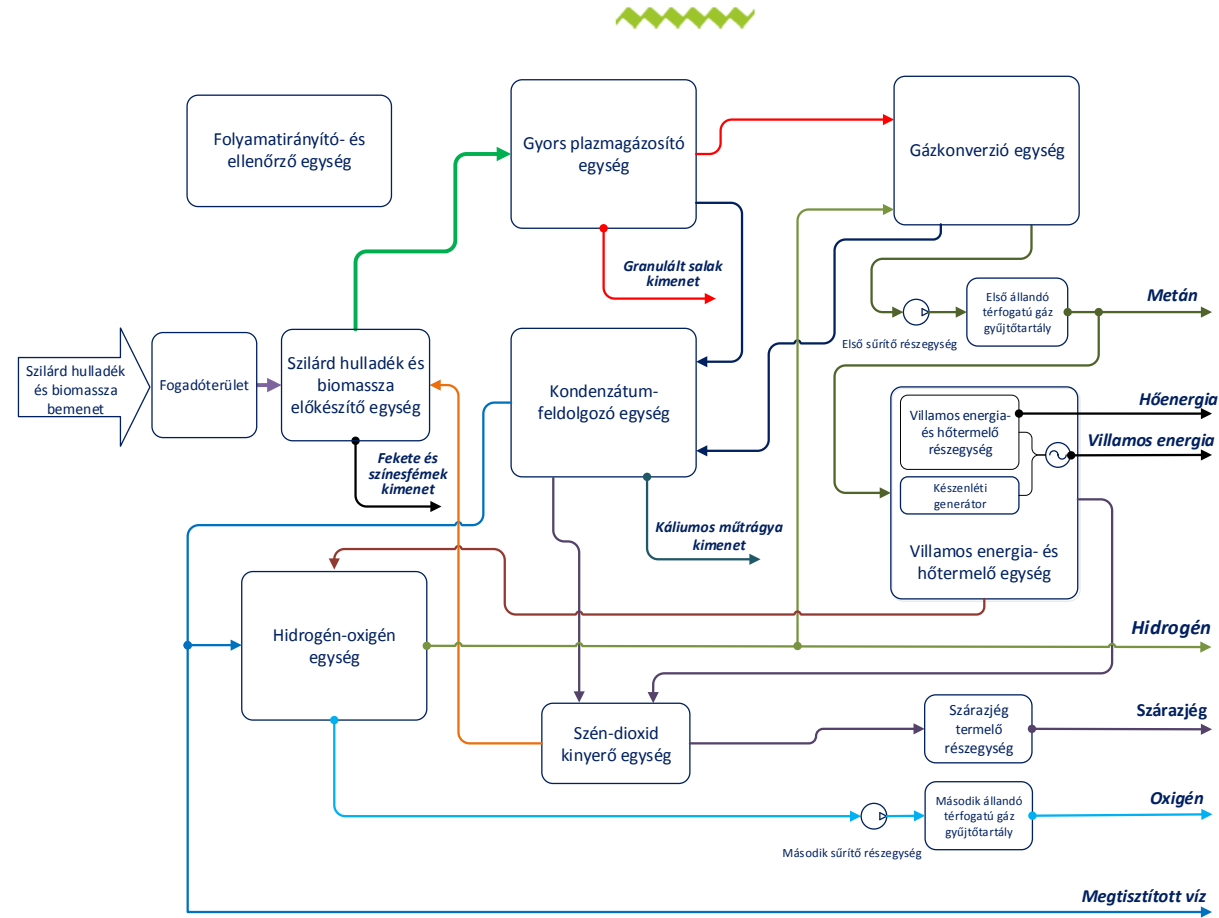 Folyamatirányító- és
ellenőrző egység
Gyors plazmagázosító
egység
Gázkonverzió egység
Granulált salak
kimenet
Első állandó
térfogatú gáz
gyűjtőtartály
Metán
Első sűrítő részegység
Szilárd hulladék
és biomassza
bemenet
Fogadóterület
Szilárd hulladék és
biomassza
előkészítő egység
Kondenzátum-
feldolgozó egység
Villamos energia-
és hőtermelő
részegység
Hőenergia
Villamos energia
Fekete és
színesfémek
kimenet
Készenléti
generátor
Káliumos műtrágya
kimenet
Villamos energia- és
hőtermelő egység
Hidrogén-oxigén
egység
Hidrogén
Szén-dioxid
kinyerő egység
Szárazjég
termelő
részegység
Szárazjég
Második állandó
térfogatú gáz
gyűjtőtartály
Oxigén
Második sűrítő részegység
Megtisztított víz